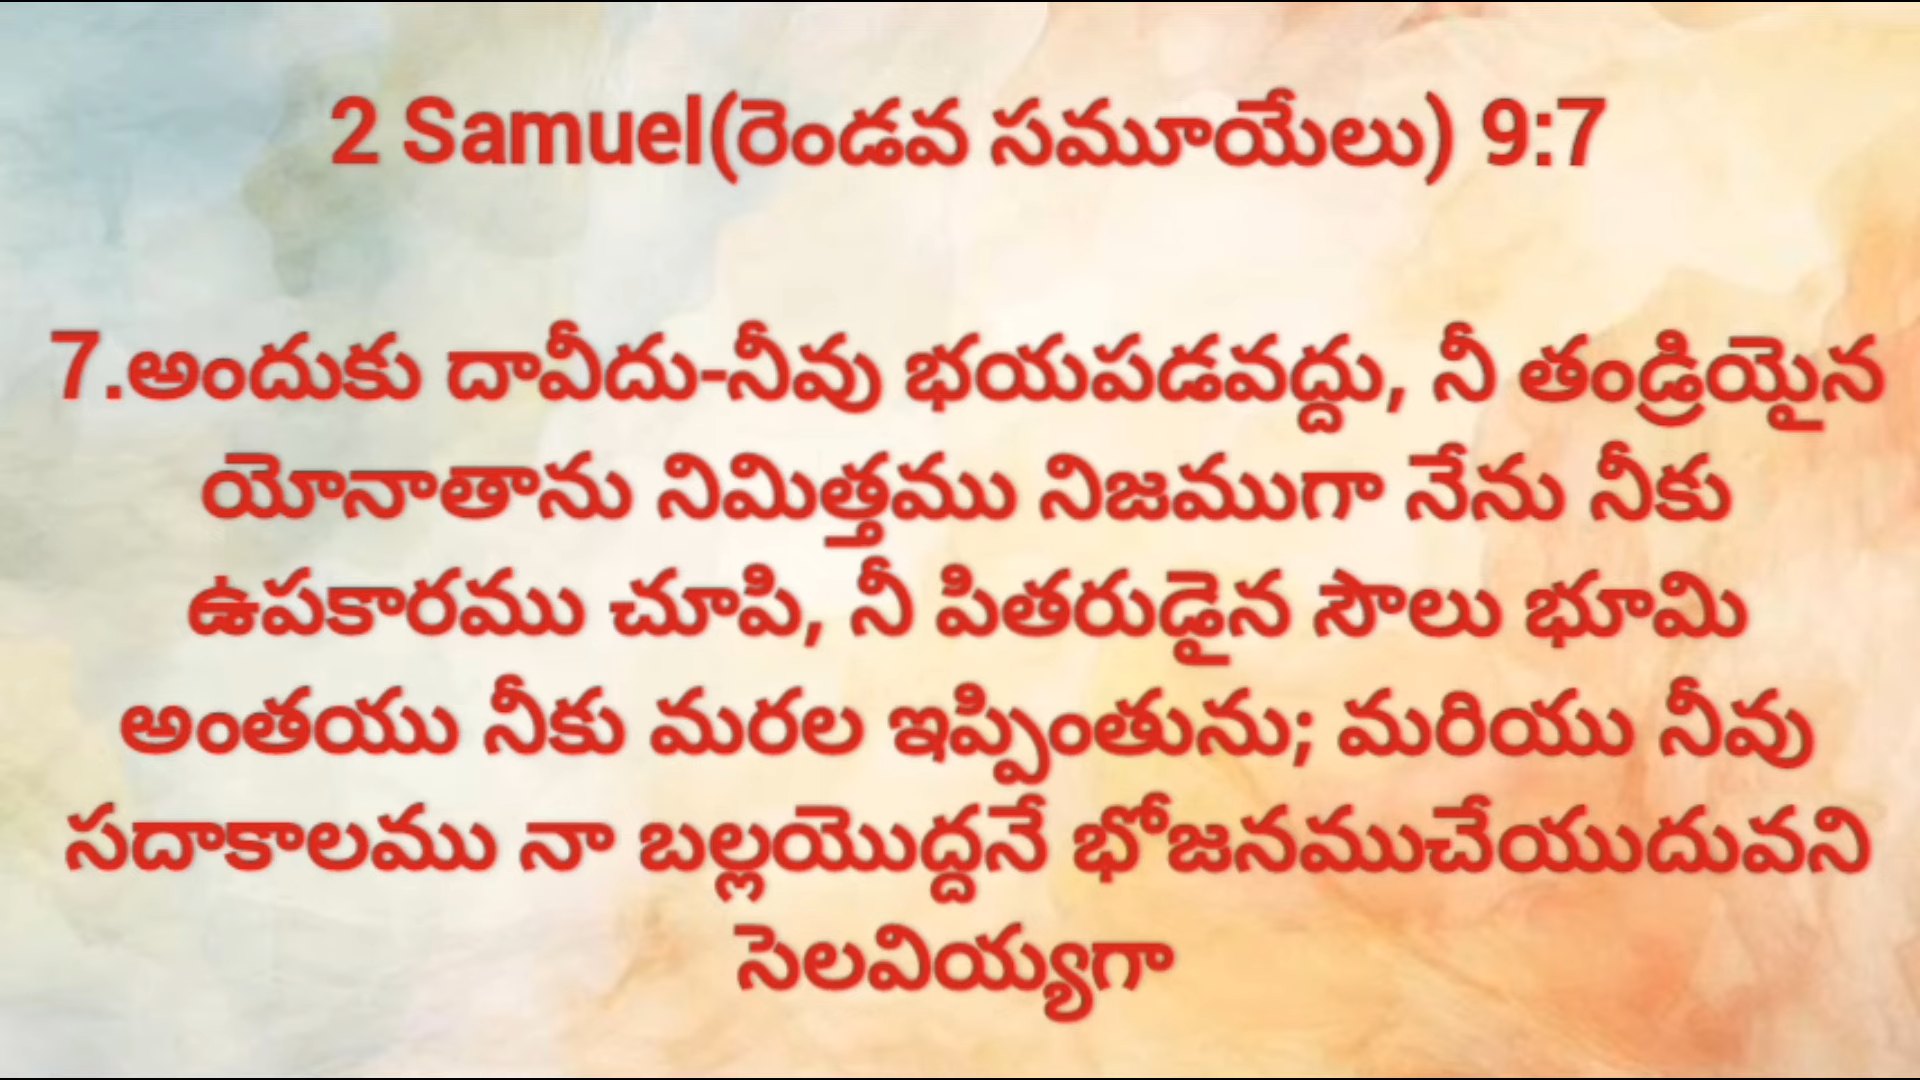 2 Samuel(రెండవ సమూయేలు) 9:7
7.అందుకు దావీదు-నీవు భయపడవద్దు, నీ తండ్రియైన
యోనాతాను నిమిత్తము నిజముగా నేను నీకు
ఉపకారము చూపి, నీ పితరుడైన సౌలు భూమి
అంతయు నీకు మరల ఇప్పింతును; మరియు నీవు
సదాకాలము నా బల్లయొద్దనే భోజనముచేయుదువని
సెలవియ్యగా